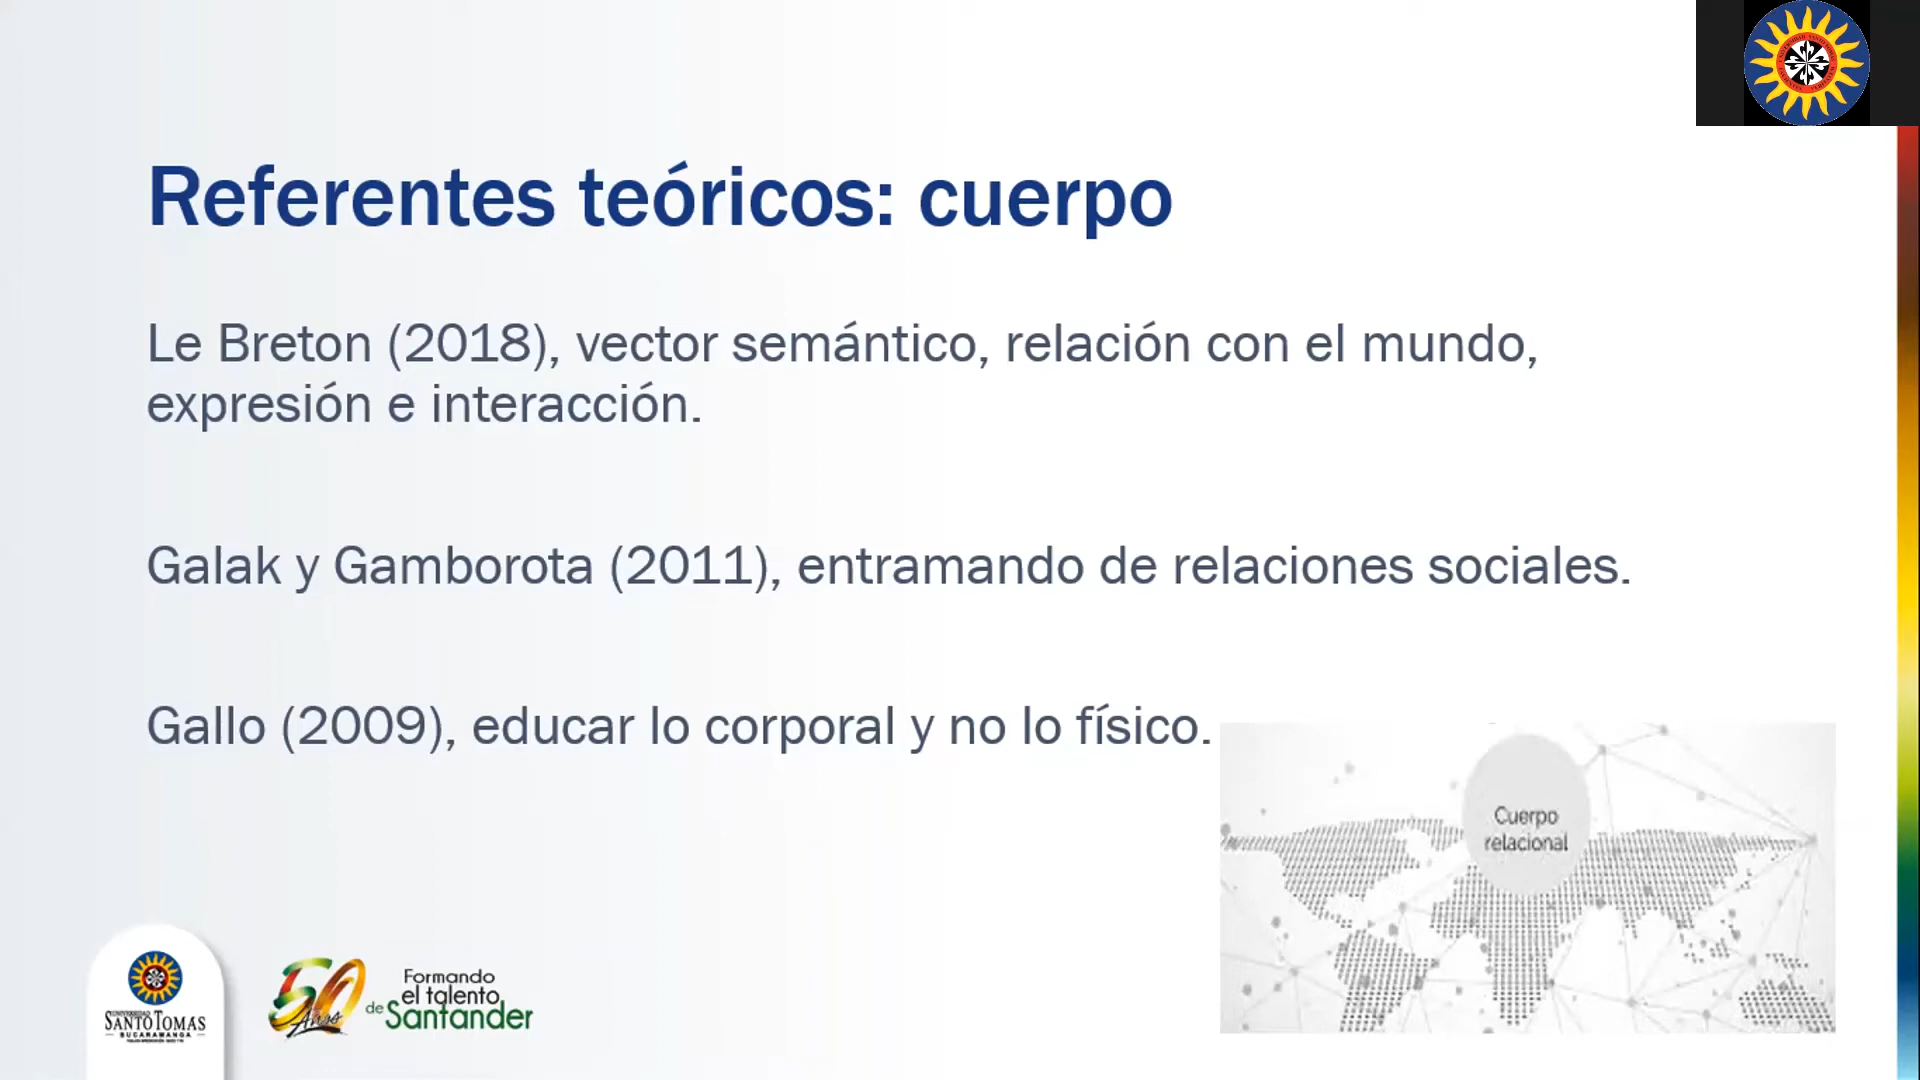 Referentes teóricos: cuerpo
Le Breton (2018), vector semántico, relación con el mundo,
expresión e interacción.
Galak y Gamborota (2011), entramando de relaciones sociales.
Gallo (2009), educar lo corporal y no lo físico.
Cuerpo
relacional
UNIVERSIDAD
SANTO TOMAS
BUCARAMANGA
50
Años
Formando
el talento
de Santander